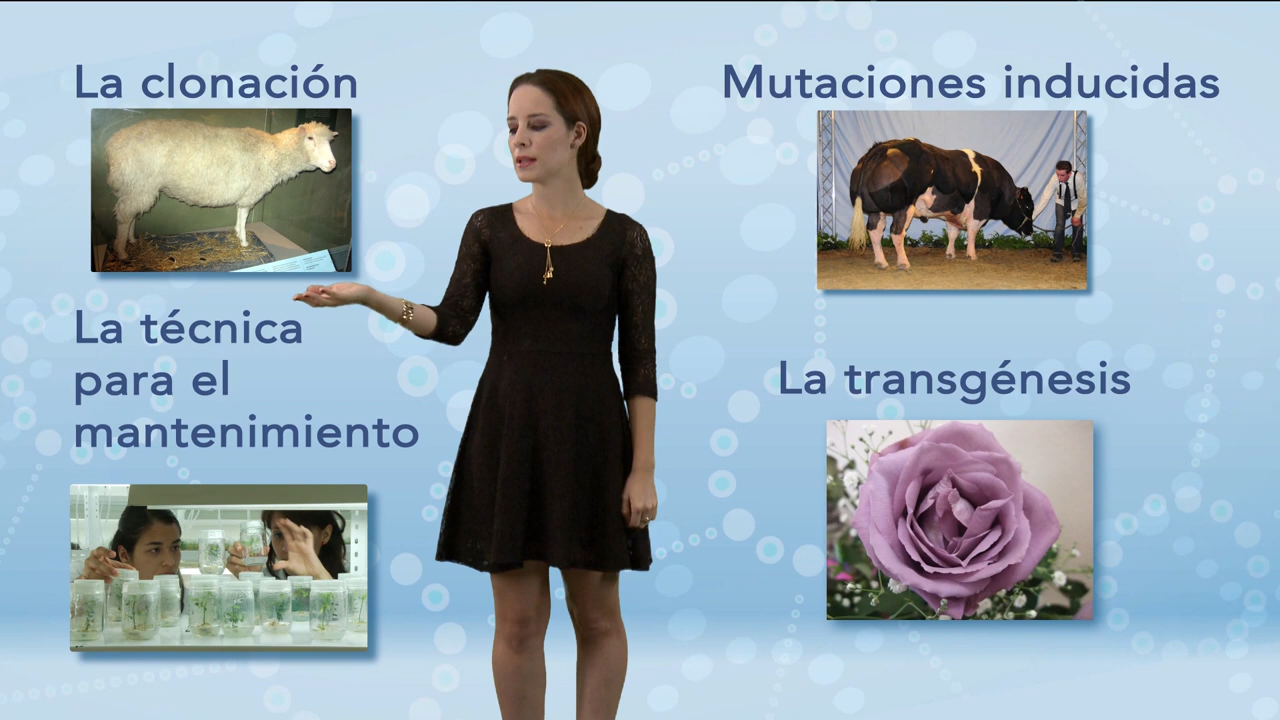 La clonación
La técnica
para el
mantenimiento
Mutaciones inducidas
La transgénesis